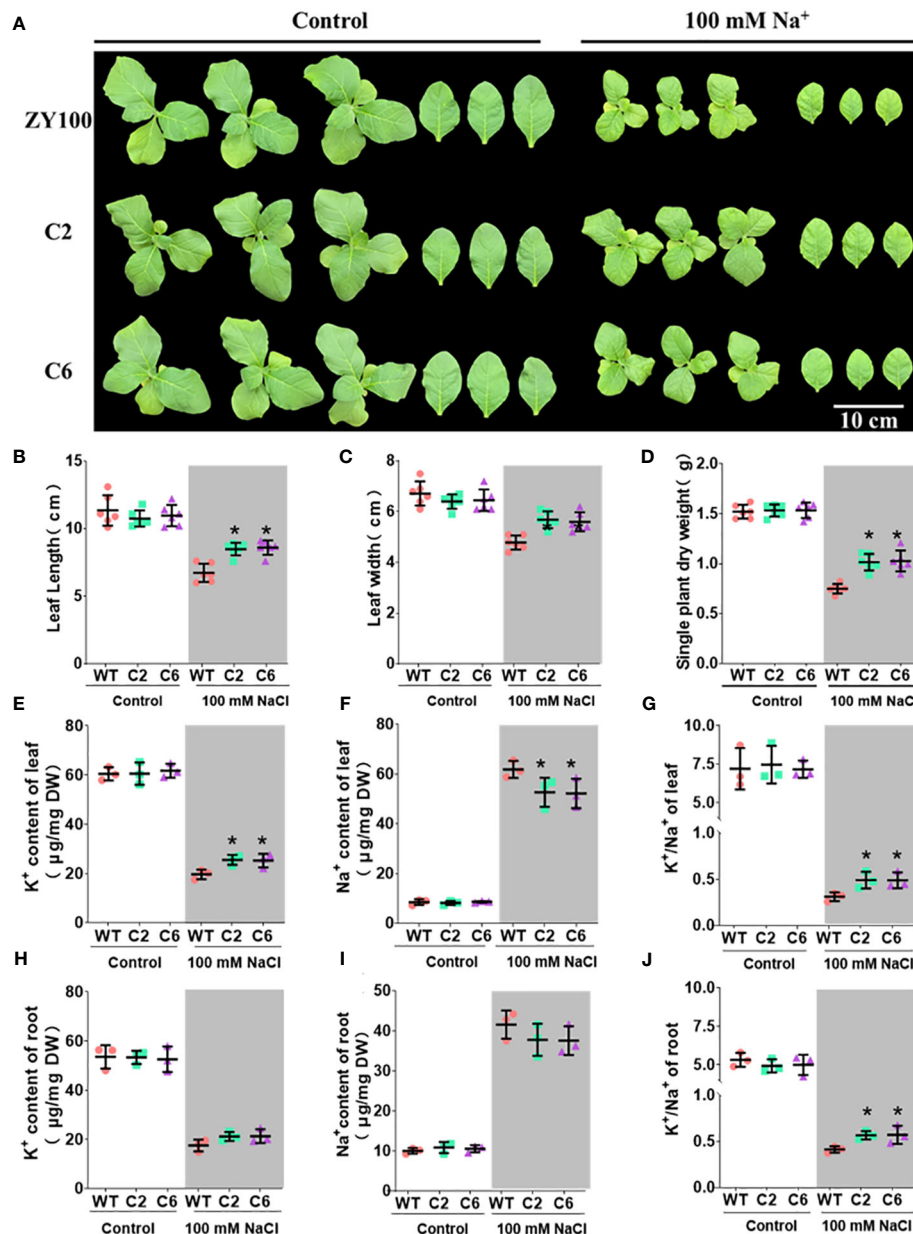 A
Control
100 mM Na⁺
ZY100
C2
C6
10 cm
B
Leaf Length( cm)
15
10
5
0
WT C2 C6 WT C2 C6
* *
Control
100 mM NaCl
C
Leaf width( cm)
8
6
4
2
0
WT C2 C6 WT C2 C6
Control
100 mM NaCl
D
Single plant dry weight( g)
2.0
1.5
1.0
0.5
0.0
WT C2 C6 WT C2 C6
* *
Control
100 mM NaCl
E
K⁺ content of leaf
( μg/mg DW)
80
60
40
20
0
WT C2 C6 WT C2 C6
* *
Control
100 mM NaCl
F
Na⁺ content of leaf
( μg/mg DW)
80
60
40
20
0
WT C2 C6 WT C2 C6
* *
Control
100 mM NaCl
G
K⁺/Na⁺ of leaf
10.0
7.5
5.0
0.5
0.0
WT C2 C6 WT C2 C6
* *
Control
100 mM NaCl
H
K⁺ content of root
( μg/mg DW)
80
60
40
20
0
WT C2 C6 WT C2 C6
Control
100 mM NaCl
I
Na⁺content of root
( μg/mg DW)
50
40
30
20
10
0
WT C2 C6 WT C2 C6
Control
100 mM NaCl
J
K⁺/Na⁺ of root
10.0
7.5
5.0
1.0
0.5
0.0
WT C2 C6 WT C2 C6
* *
Control
100 mM NaCl